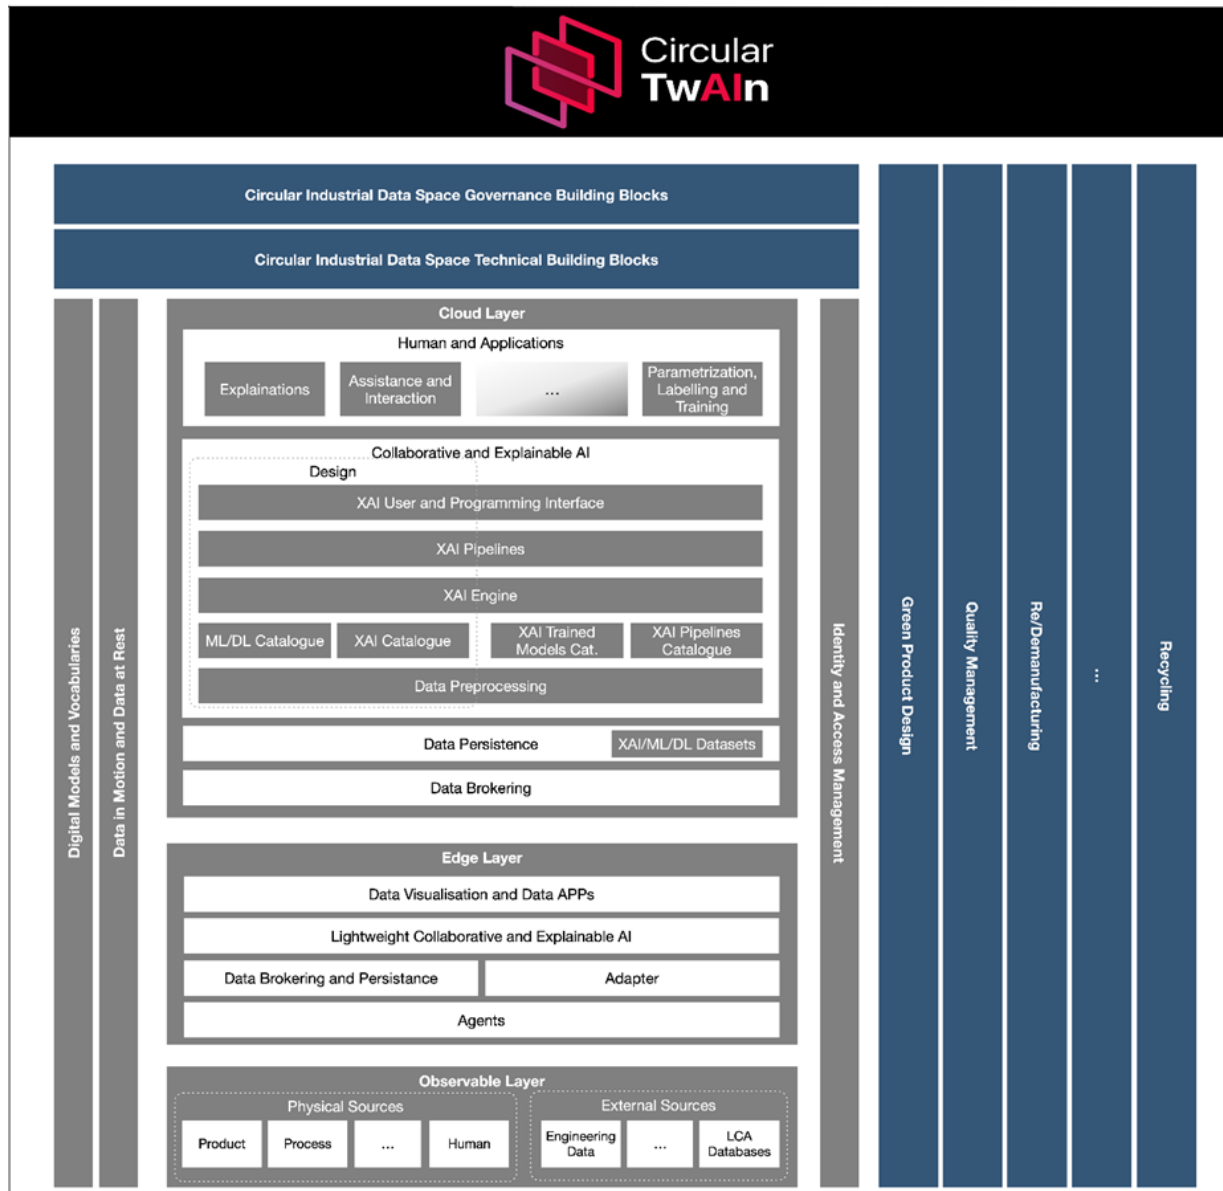 Circular
TwAIn
Circular Industrial Data Space Governance Building Blocks
Circular Industrial Data Space Technical Building Blocks
Digital Models and Vocabularies
Data in Motion and Data at Rest
Cloud Layer
Human and Applications
Explainations
Assistance and
Interaction
...
Parametrization,
Labelling and
Training
Collaborative and Explainable AI
Design
XAI User and Programming Interface
XAI Pipelines
XAI Engine
ML/DL Catalogue
XAI Catalogue
XAI Trained
Models Cat.
XAI Pipelines
Catalogue
Data Preprocessing
Data Persistence
XAI/ML/DL Datasets
Data Brokering
Edge Layer
Data Visualisation and Data APPs
Lightweight Collaborative and Explainable AI
Data Brokering and Persistance
Adapter
Agents
Observable Layer
Physical Sources
Product
Process
...
Human
External Sources
Engineering
Data
...
LCA
Databases
Identity and Access Management
Green Product Design
Quality Management
Re/Demanufacturing
...
Recycling